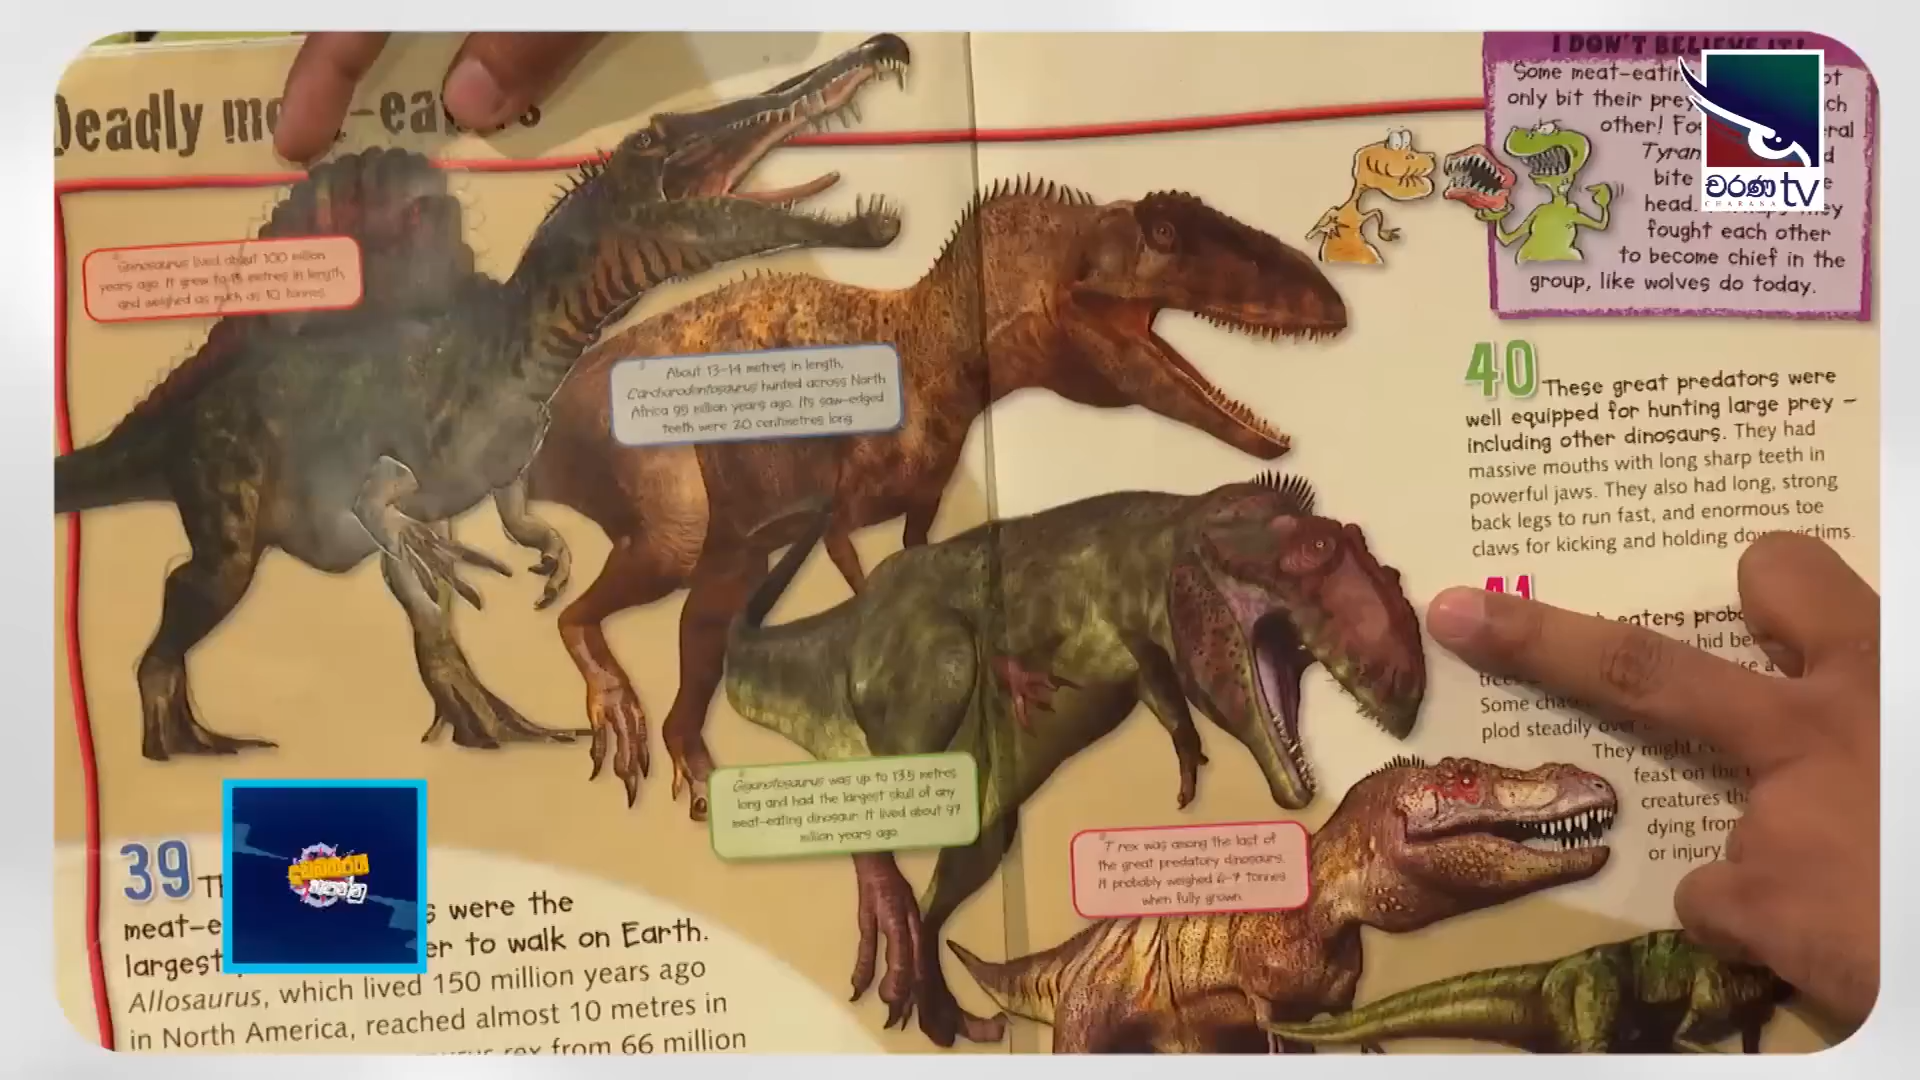 Deadly
Spinosaurus lived about 100 million
years ago. It grew to 18 metres in length,
and weighed as much as 10 tonnes.
About 13–14 metres in length,
Carcharodontosaurus hunted across North
Africa 95 million years ago. Its saw-edged
teeth were 20 centimetres long.
Giganotosaurus was up to 13.5 metres
long and had the largest skull of any
meat-eating dinosaur. It lived about 97
million years ago.
T rex was among the last of
the great predatory dinosaurs.
It probably weighed 6–7 tonnes
when fully grown.
39
were the
to walk on Earth.
largest
Allosaurus, which lived 150 million years ago
in North America, reached almost 10 metres in
rex from 66 million
I DON'T BELIEVE IT!
Some
only bit their
other!
bite
head.
fought each other
to become chief in the
group, like wolves do today.
40 These great predators were
well equipped for hunting large prey –
including other dinosaurs. They had
massive mouths with long sharp teeth in
powerful jaws. They also had long, strong
back legs to run fast, and enormous toe
claws for kicking and holding
41
hid
Some
plod steadily
They might
feast on the
creatures
dying from
or injury.
චරණ tv
CHARANA